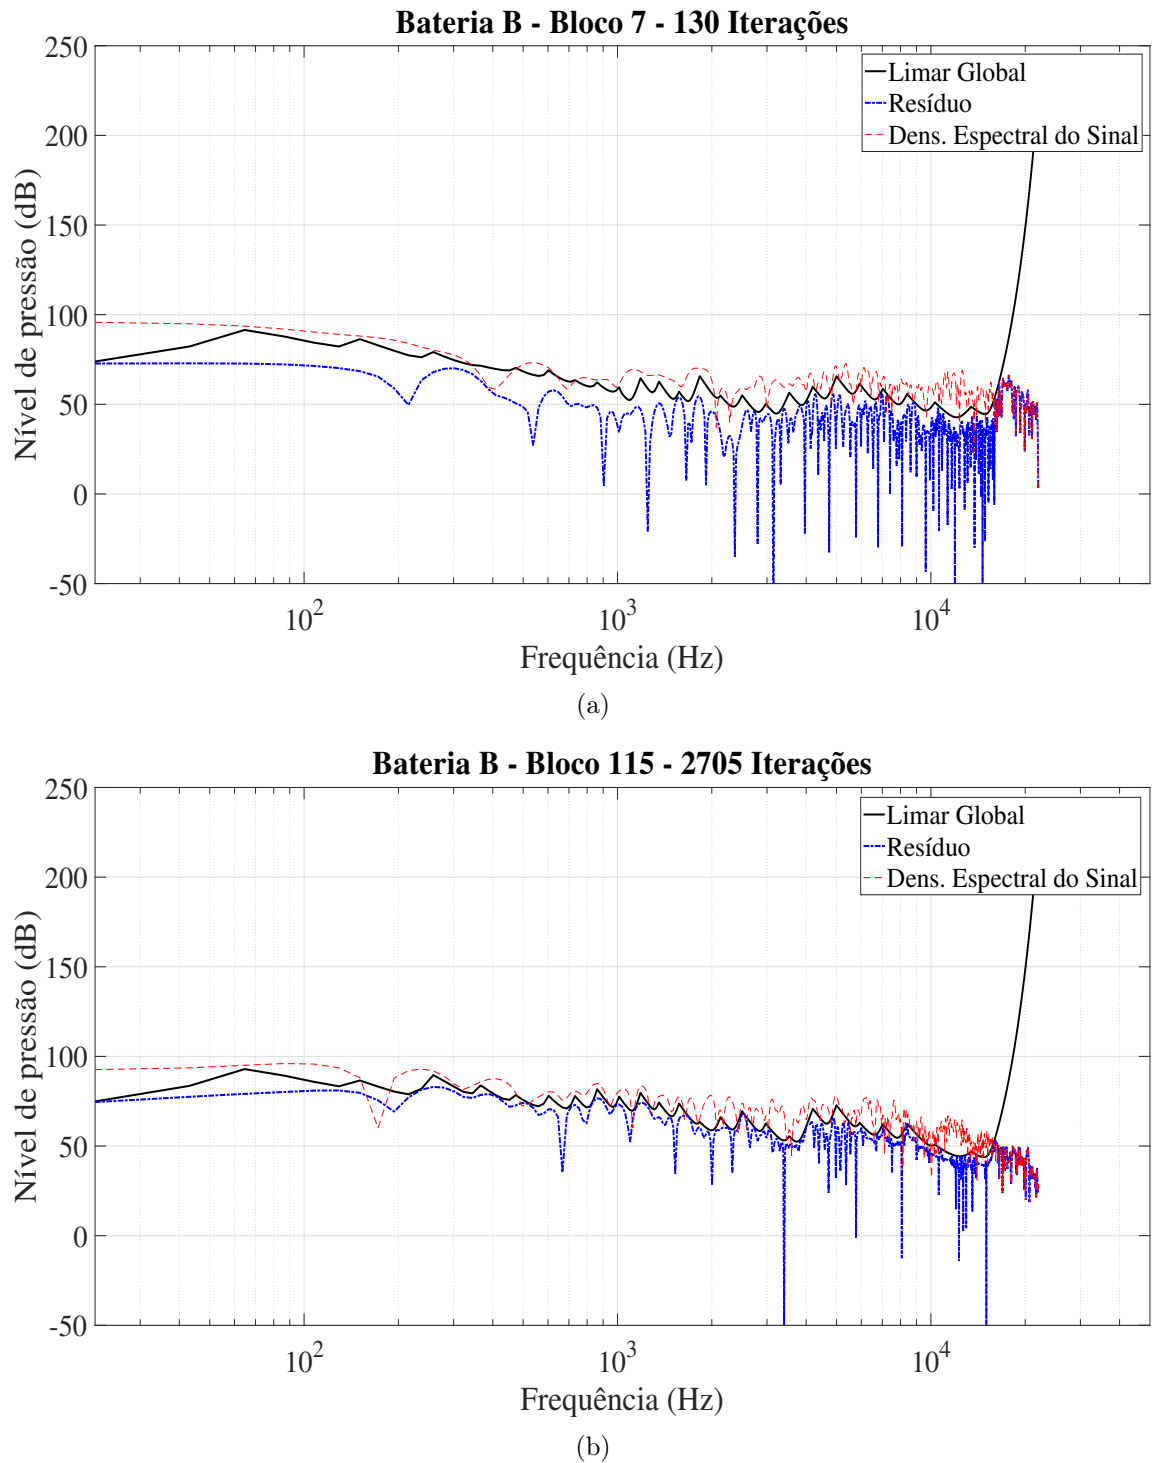 Bateria B - Bloco 7 - 130 Iterações
250
200
150
100
50
0
-50
Nível de pressão (dB)
Limar Global
Resíduo
Dens. Espectral do Sinal
10^2
10^3
10^4
Frequência (Hz)
(a)
Bateria B - Bloco 115 - 2705 Iterações
250
200
150
100
50
0
-50
Nível de pressão (dB)
Limar Global
Resíduo
Dens. Espectral do Sinal
10^2
10^3
10^4
Frequência (Hz)
(b)